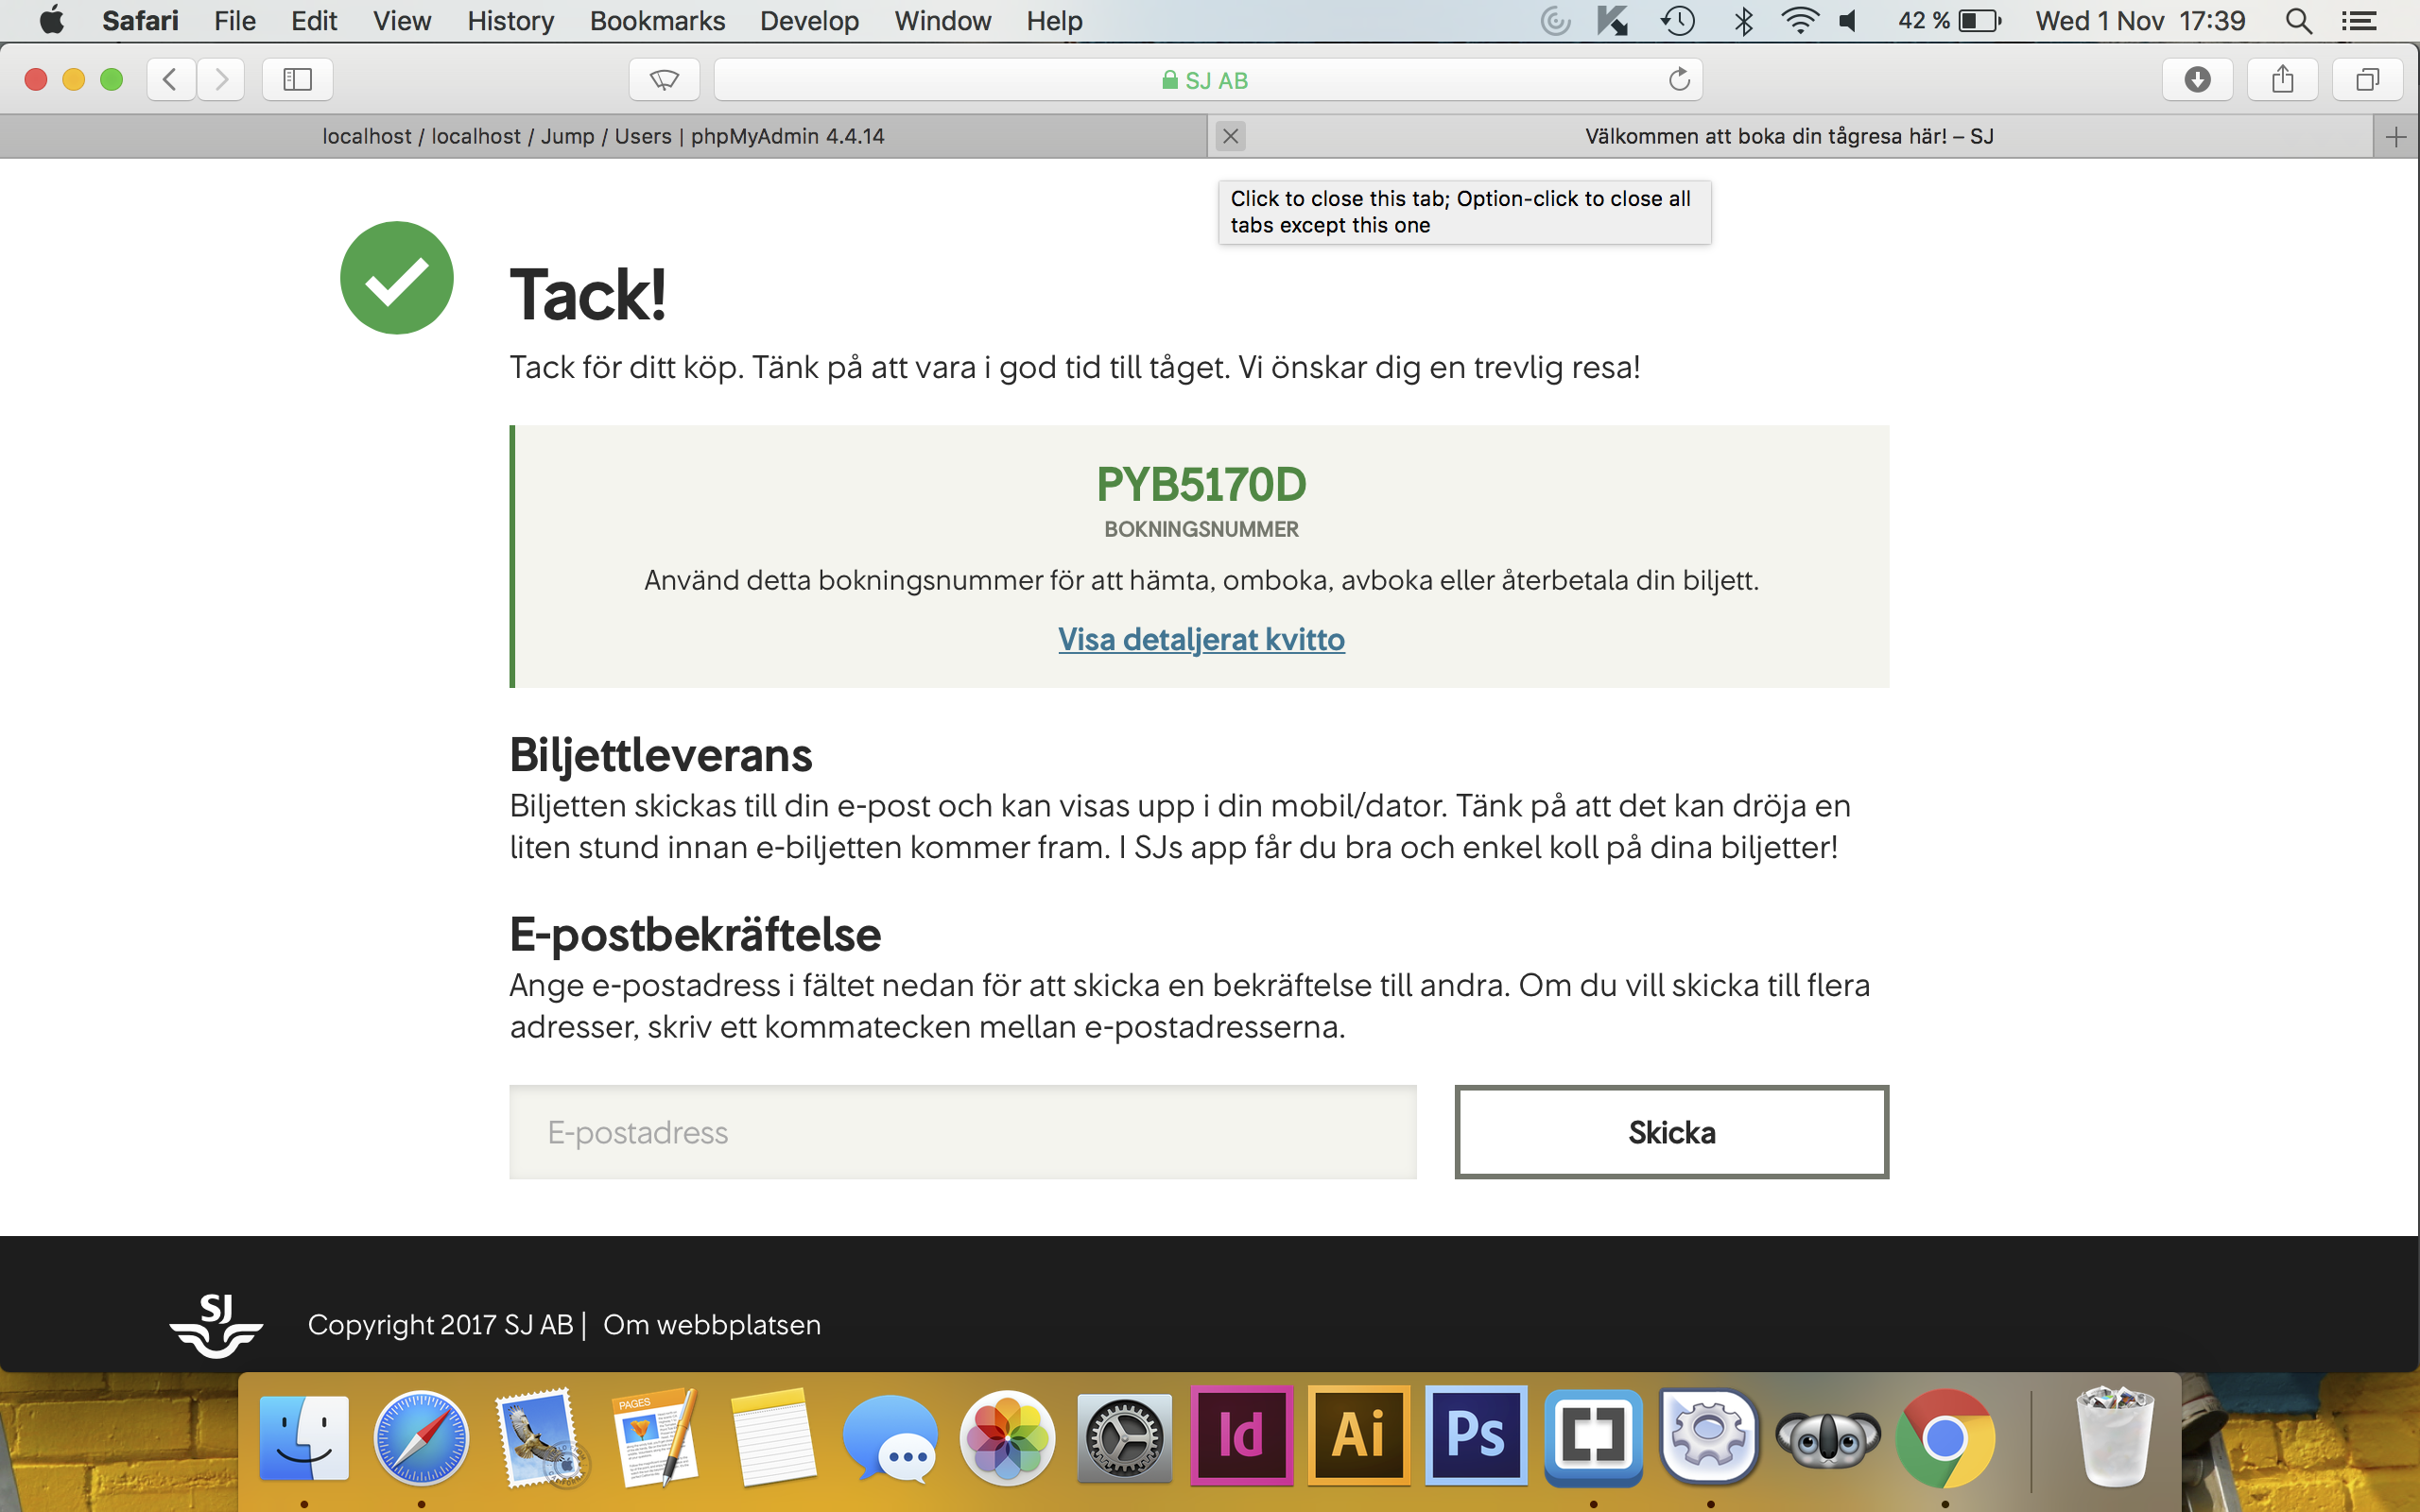 Safari File Edit View History Bookmarks Develop Window Help 42 % Wed 1 Nov 17:39
SJ AB
localhost / localhost / Jump / Users | phpMyAdmin 4.4.14
Välkommen att boka din tågresa här! – SJ
Click to close this tab; Option-click to close all
tabs except this one
Tack!
Tack för ditt köp. Tänk på att vara i god tid till tåget. Vi önskar dig en trevlig resa!
PYB5170D
BOKNINGSNUMMER
Använd detta bokningsnummer för att hämta, omboka, avboka eller återbetala din biljett.
Visa detaljerat kvitto
Biljettleverans
Biljetten skickas till din e-post och kan visas upp i din mobil/dator. Tänk på att det kan dröja en
liten stund innan e-biljetten kommer fram. I SJs app får du bra och enkel koll på dina biljetter!
E-postbekräftelse
Ange e-postadress i fältet nedan för att skicka en bekräftelse till andra. Om du vill skicka till flera
adresser, skriv ett kommatecken mellan e-postadresserna.
E-postadress
Skicka
SJ
Copyright 2017 SJ AB | Om webbplatsen
PAGES
Id
Ai
Ps